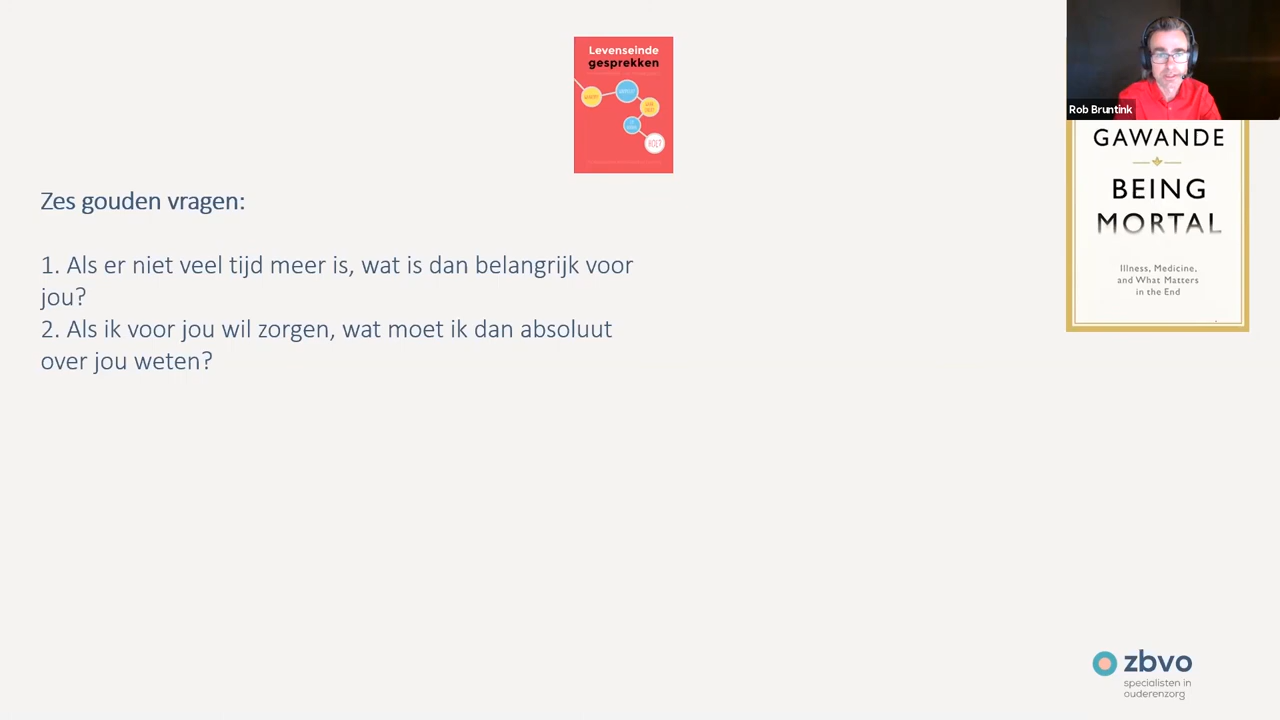 Levenseinde
gesprekken
Rob Bruntink
GAWANDE
BEING
MORTAL
Illness, Medicine,
and What Matters
in the End
Zes gouden vragen:
1. Als er niet veel tijd meer is, wat is dan belangrijk voor
jou?
2. Als ik voor jou wil zorgen, wat moet ik dan absoluut
over jou weten?
zbvo
specialisten in
ouderenzorg